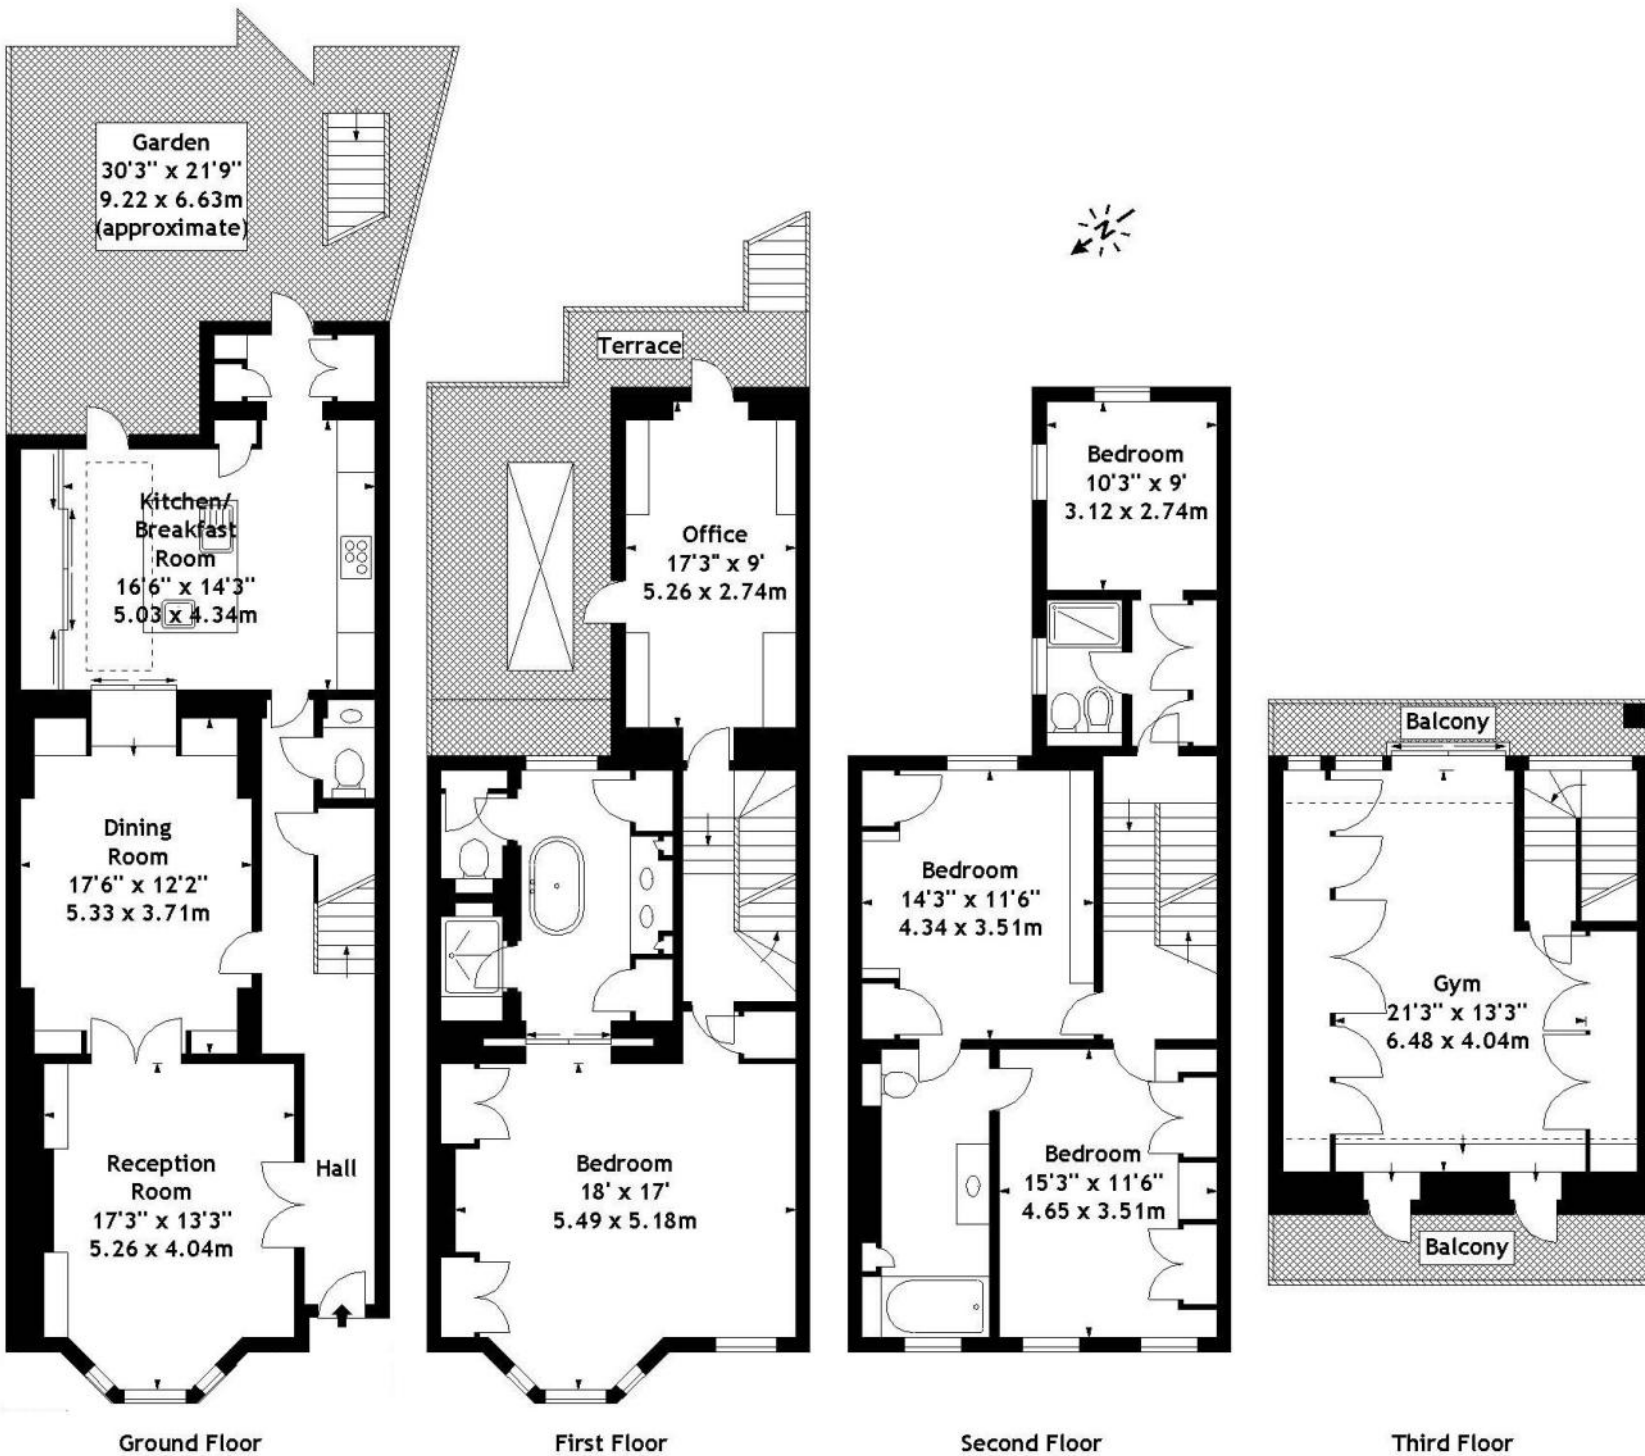 Garden
30'3" x 21'9"
9.22 x 6.63m
(approximate)
Kitchen/
Breakfast
Room
16'6" x 14'3"
5.03 x 4.34m
Dining
Room
17'6" x 12'2"
5.33 x 3.71m
Reception
Room
17'3" x 13'3"
5.26 x 4.04m
Hall
Ground Floor
Terrace
Office
17'3" x 9'
5.26 x 2.74m
Bedroom
18' x 17'
5.49 x 5.18m
First Floor
N
Bedroom
10'3" x 9'
3.12 x 2.74m
Bedroom
14'3" x 11'6"
4.34 x 3.51m
Bedroom
15'3" x 11'6"
4.65 x 3.51m
Second Floor
Balcony
Gym
21'3" x 13'3"
6.48 x 4.04m
Balcony
Third Floor